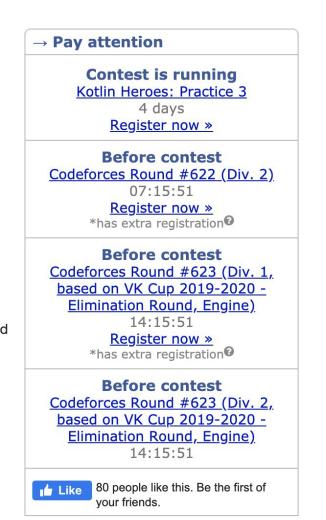 → Pay attention
Contest is running
Kotlin Heroes: Practice 3
4 days
Register now »
Before contest
Codeforces Round #622 (Div. 2)
07:15:51
Register now »
*has extra registration?
Before contest
Codeforces Round #623 (Div. 1,
based on VK Cup 2019-2020 -
Elimination Round, Engine)
14:15:51
Register now »
*has extra registration?
d
Before contest
Codeforces Round #623 (Div. 2,
based on VK Cup 2019-2020 -
Elimination Round, Engine)
14:15:51
Like 80 people like this. Be the first of
your friends.